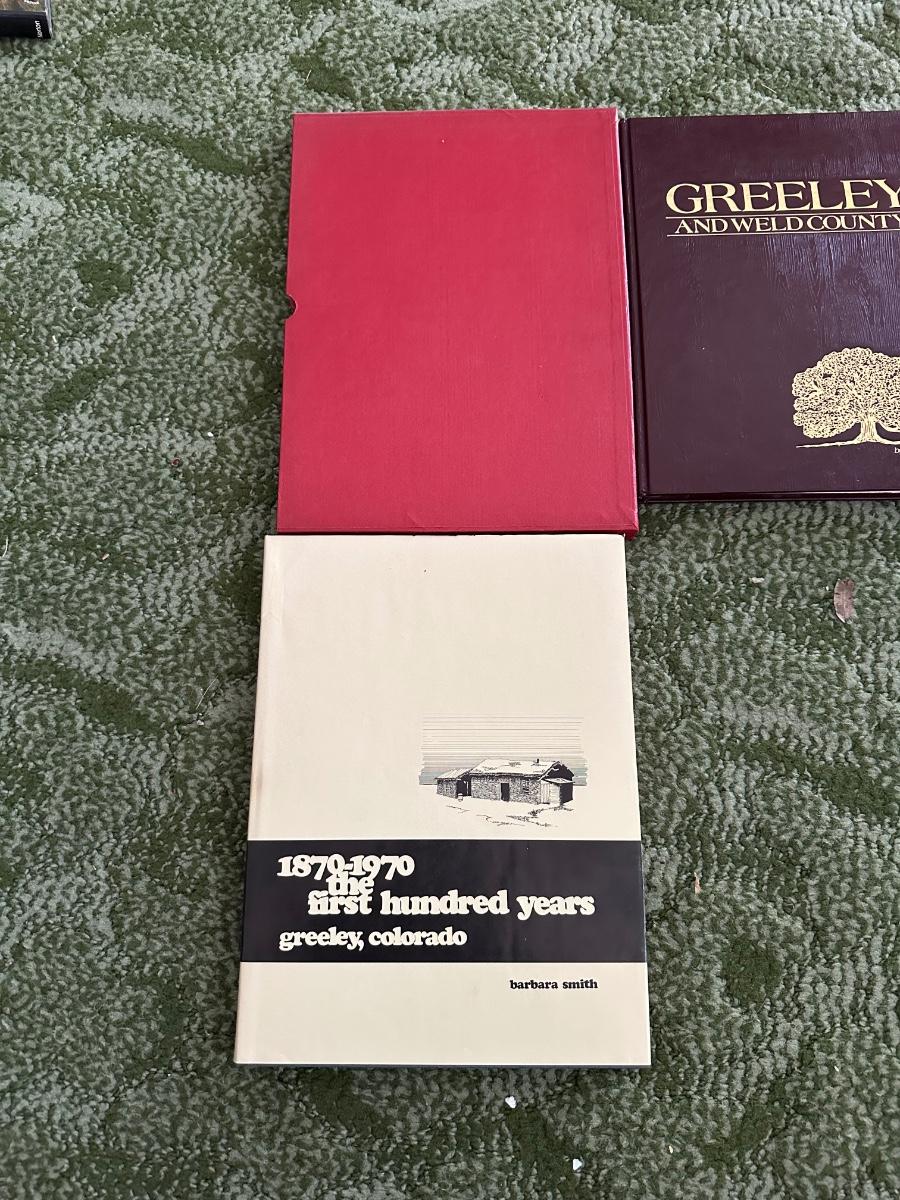 GREELEY
AND WELD COUNTY
1870-1970
the
first hundred years
greeley, colorado
barbara smith